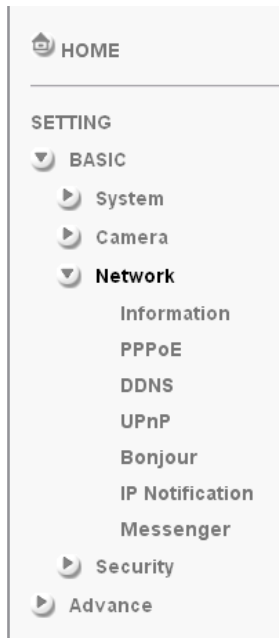 HOME
SETTING
BASIC
System
Camera
Network
Information
PPPoE
DDNS
UPnP
Bonjour
IP Notification
Messenger
Security
Advance